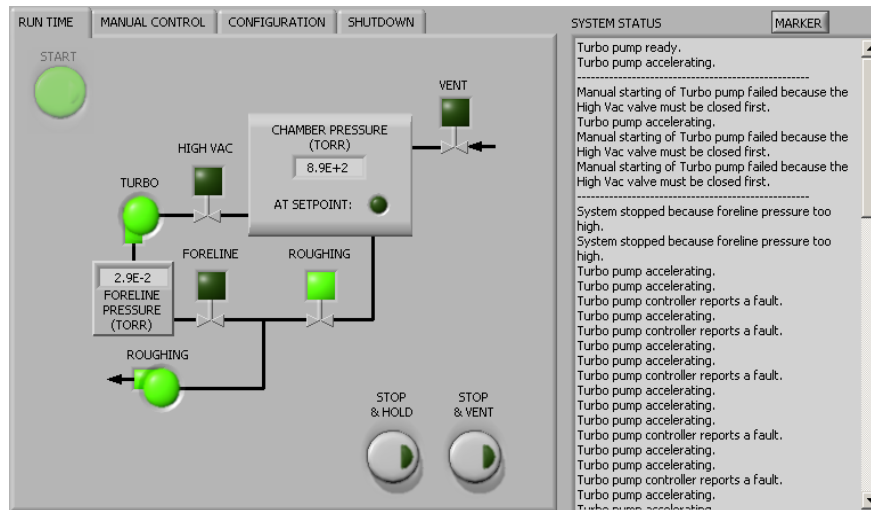 RUN TIME
MANUAL CONTROL
CONFIGURATION
SHUTDOWN
START
VENT
CHAMBER PRESSURE
(TORR)
8.9E+2
AT SETPOINT:
HIGH VAC
TURBO
FORELINE
ROUGHING
2.9E-2
FORELINE
PRESSURE
(TORR)
ROUGHING
STOP
& HOLD
STOP
& VENT
SYSTEM STATUS
MARKER
Turbo pump ready.
Turbo pump accelerating.
--------------------------------------------------
Manual starting of Turbo pump failed because the
High Vac valve must be closed first.
Turbo pump accelerating.
Manual starting of Turbo pump failed because the
High Vac valve must be closed first.
Manual starting of Turbo pump failed because the
High Vac valve must be closed first.
--------------------------------------------------
System stopped because foreline pressure too
high.
System stopped because foreline pressure too
high.
Turbo pump accelerating.
Turbo pump accelerating.
Turbo pump controller reports a fault.
Turbo pump accelerating.
Turbo pump controller reports a fault.
Turbo pump accelerating.
Turbo pump accelerating.
Turbo pump controller reports a fault.
Turbo pump accelerating.
Turbo pump accelerating.
Turbo pump accelerating.
Turbo pump controller reports a fault.
Turbo pump accelerating.
Turbo pump accelerating.
Turbo pump controller reports a fault.
Turbo pump accelerating.
Turbo pump accelerating.